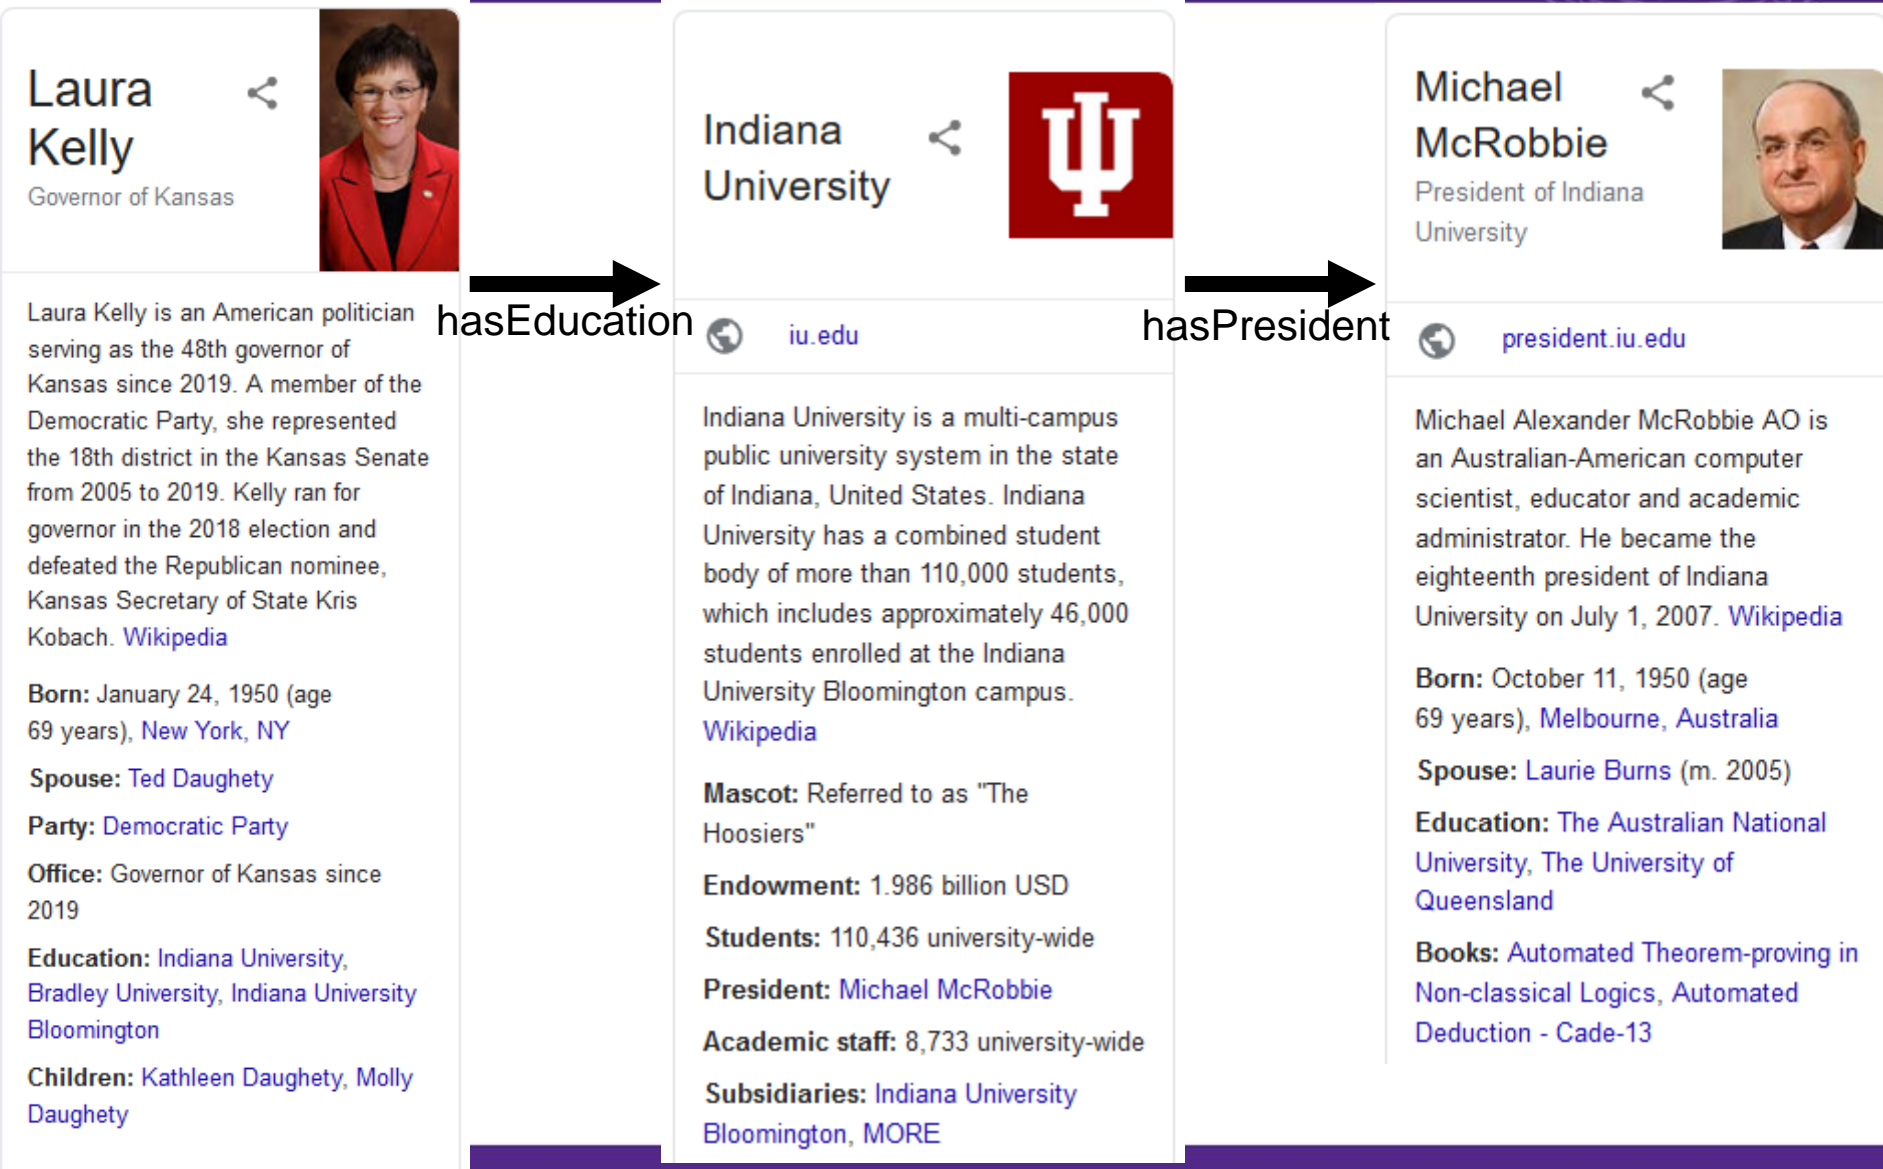 Laura
Kelly
Governor of Kansas
Laura Kelly is an American politician
serving as the 48th governor of
Kansas since 2019. A member of the
Democratic Party, she represented
the 18th district in the Kansas Senate
from 2005 to 2019. Kelly ran for
governor in the 2018 election and
defeated the Republican nominee,
Kansas Secretary of State Kris
Kobach. Wikipedia
Born: January 24, 1950 (age
69 years), New York, NY
Spouse: Ted Daughety
Party: Democratic Party
Office: Governor of Kansas since
2019
Education: Indiana University,
Bradley University, Indiana University
Bloomington
Children: Kathleen Daughety, Molly
Daughety
hasEducation
Indiana
University
iu.edu
Indiana University is a multi-campus
public university system in the state
of Indiana, United States. Indiana
University has a combined student
body of more than 110,000 students,
which includes approximately 46,000
students enrolled at the Indiana
University Bloomington campus.
Wikipedia
Mascot: Referred to as "The
Hoosiers"
Endowment: 1.986 billion USD
Students: 110,436 university-wide
President: Michael McRobbie
Academic staff: 8,733 university-wide
Subsidiaries: Indiana University
Bloomington, MORE
hasPresident
Michael
McRobbie
President of Indiana
University
president.iu.edu
Michael Alexander McRobbie AO is
an Australian-American computer
scientist, educator and academic
administrator. He became the
eighteenth president of Indiana
University on July 1, 2007. Wikipedia
Born: October 11, 1950 (age
69 years), Melbourne, Australia
Spouse: Laurie Burns (m. 2005)
Education: The Australian National
University, The University of
Queensland
Books: Automated Theorem-proving in
Non-classical Logics, Automated
Deduction - Cade-13